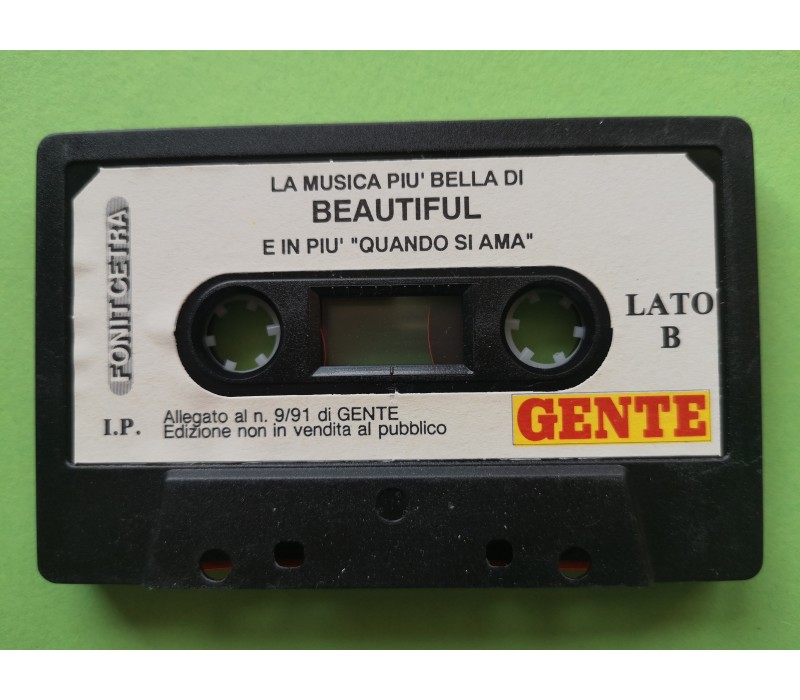 LA MUSICA PIU' BELLA DI
BEAUTIFUL
E IN PIU' "QUANDO SI AMA"
FONIT CETRA
LATO
B
I.P.
Allegato al n. 9/91 di GENTE
Edizione non in vendita al pubblico
GENTE